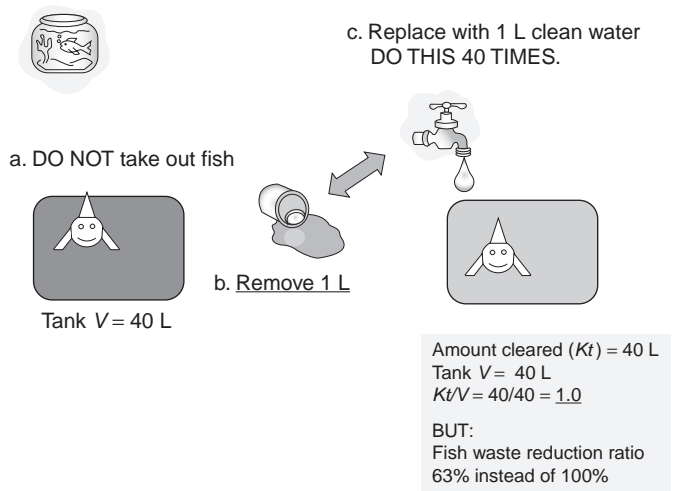 c. Replace with 1 L clean water
DO THIS 40 TIMES.
a. DO NOT take out fish
b. Remove 1 L
Tank V = 40 L
Amount cleared (Kt) = 40 L
Tank V = 40 L
Kt/V = 40/40 = 1.0
BUT:
Fish waste reduction ratio
63% instead of 100%